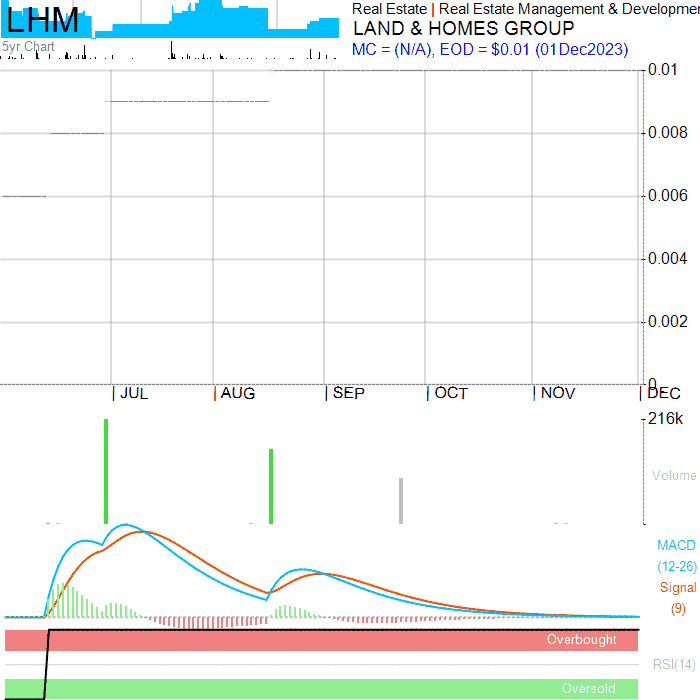 LHM
Real Estate | Real Estate Management & Developmen
LAND & HOMES GROUP
5yr Chart
MC = (N/A), EOD = $0.01 (01Dec2023)
0.01
0.008
0.006
0.004
0.002
0
JUL AUG SEP OCT NOV DEC
216k
Volume
MACD
(12-26)
Signal
(9)
Overbought
RSI(14)
Oversold